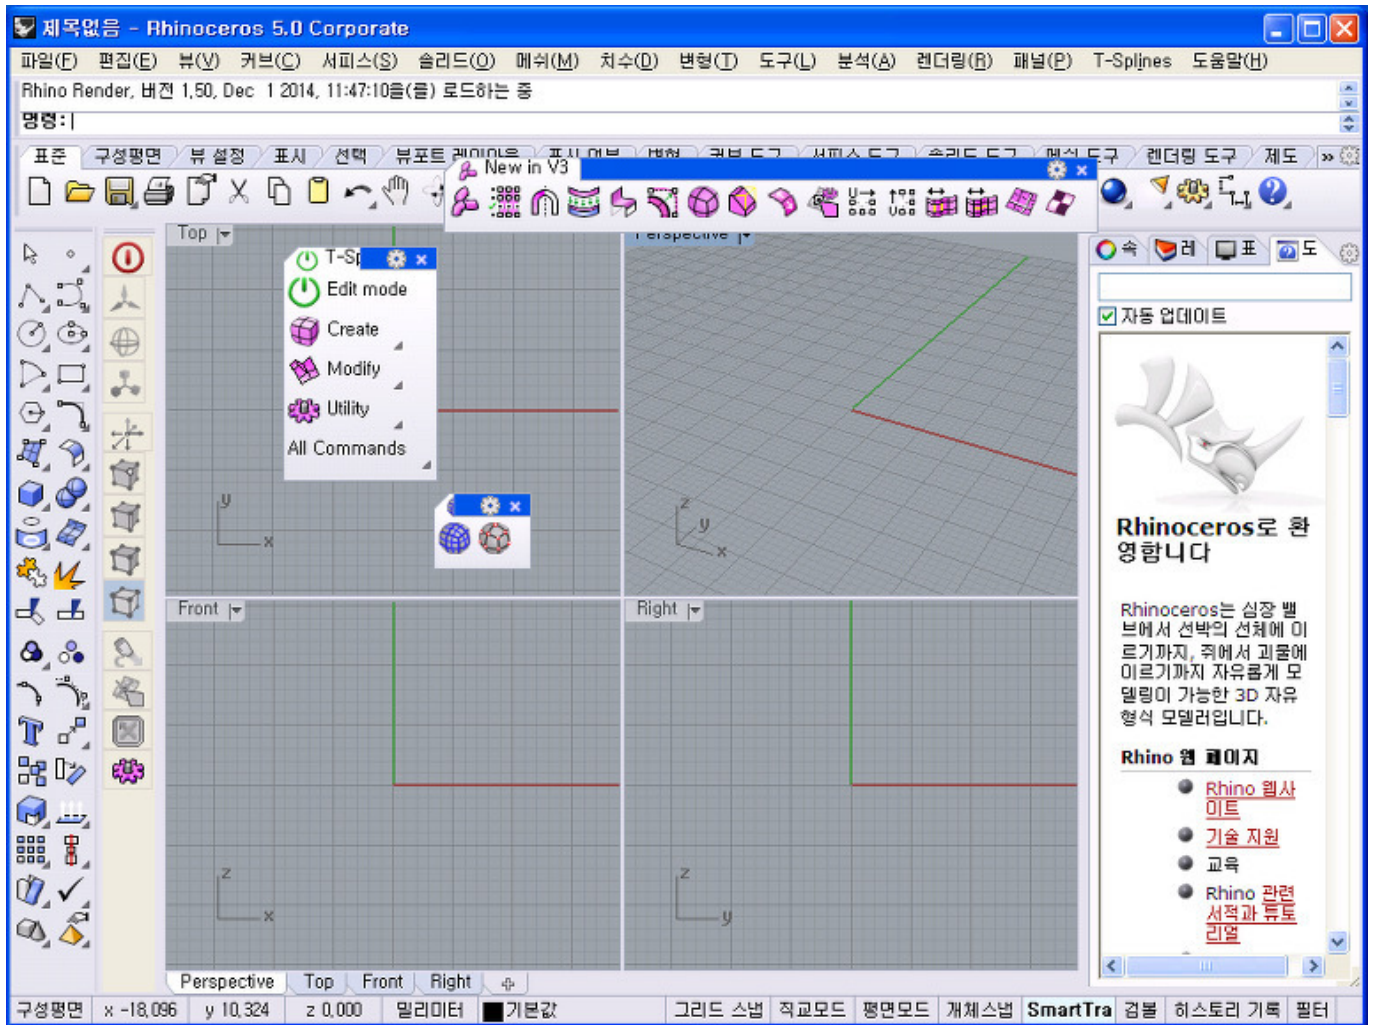 제목없음 - Rhinoceros 5.0 Corporate
파일(F) 편집(E) 뷰(V) 커브(C) 서피스(S) 솔리드(O) 메쉬(M) 치수(D) 변형(T) 도구(L) 분석(A) 렌더링(R) 패널(P) T-Splines 도움말(H)
Rhino Render, 버전 1,50, Dec 1 2014, 11:47:10을(를) 로드하는 중
명령:
표준 구성평면 뷰 설정 표시 선택 뷰포트 레이아웃 렌더링 도구 제도 »
New in V3
Top
Perspective
속 레 표 도
T-Sp
Edit mode
Create
Modify
Utility
All Commands
자동 업데이트
y
x
z
y
x
Rhinoceros로 환
영합니다
Front
Right
Rhinoceros는 심장 밸
브에서 선박의 선체에 이
르기까지, 쥐에서 괴물에
이르기까지 자유롭게 모
델링이 가능한 3D 자유
형식 모델러입니다.
Rhino 웹 페이지
Rhino 웹사
이트
기술 지원
교육
Rhino 관련
서적과 튜토
리얼
z
x
z
y
Perspective Top Front Right
구성평면 x -18,096 y 10,324 z 0,000 밀리미터 기본값 그리드 스냅 직교모드 평면모드 개체스냅 SmartTra 검볼 히스토리 기록 필터